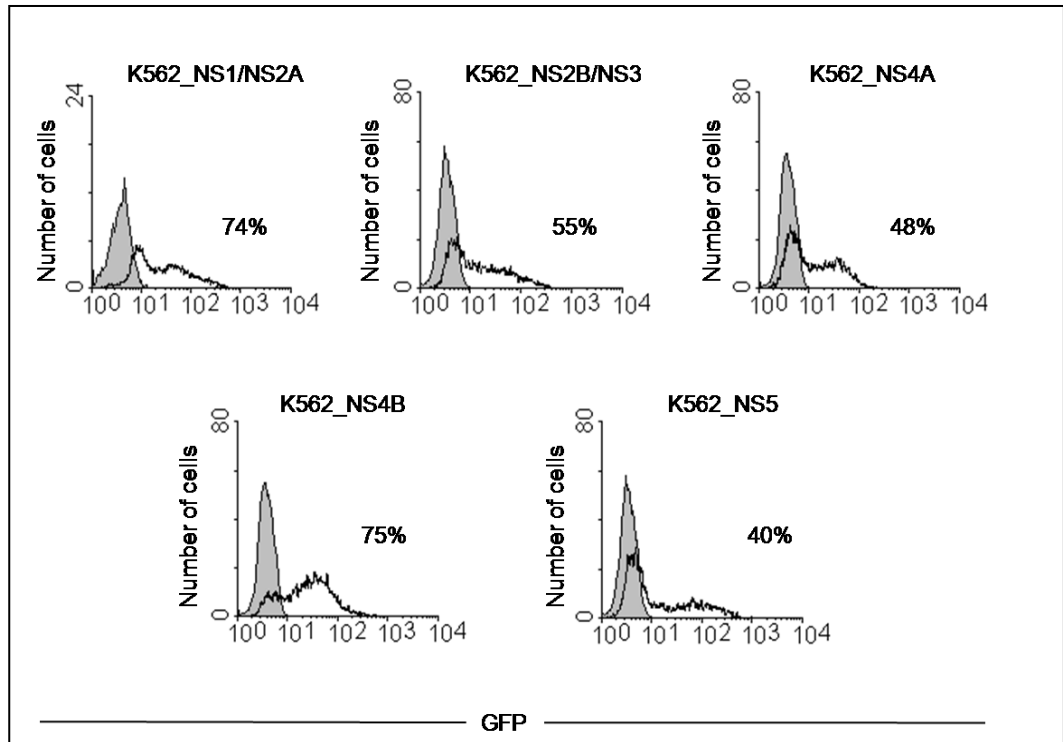 K562_NS1/NS2A
24
Number of cells
0
74%
10⁰ 10¹ 10² 10³ 10⁴
K562_NS2B/NS3
80
Number of cells
0
55%
10⁰ 10¹ 10² 10³ 10⁴
K562_NS4A
80
Number of cells
0
48%
10⁰ 10¹ 10² 10³ 10⁴
K562_NS4B
80
Number of cells
0
75%
10⁰ 10¹ 10² 10³ 10⁴
K562_NS5
80
Number of cells
0
40%
10⁰ 10¹ 10² 10³ 10⁴
GFP